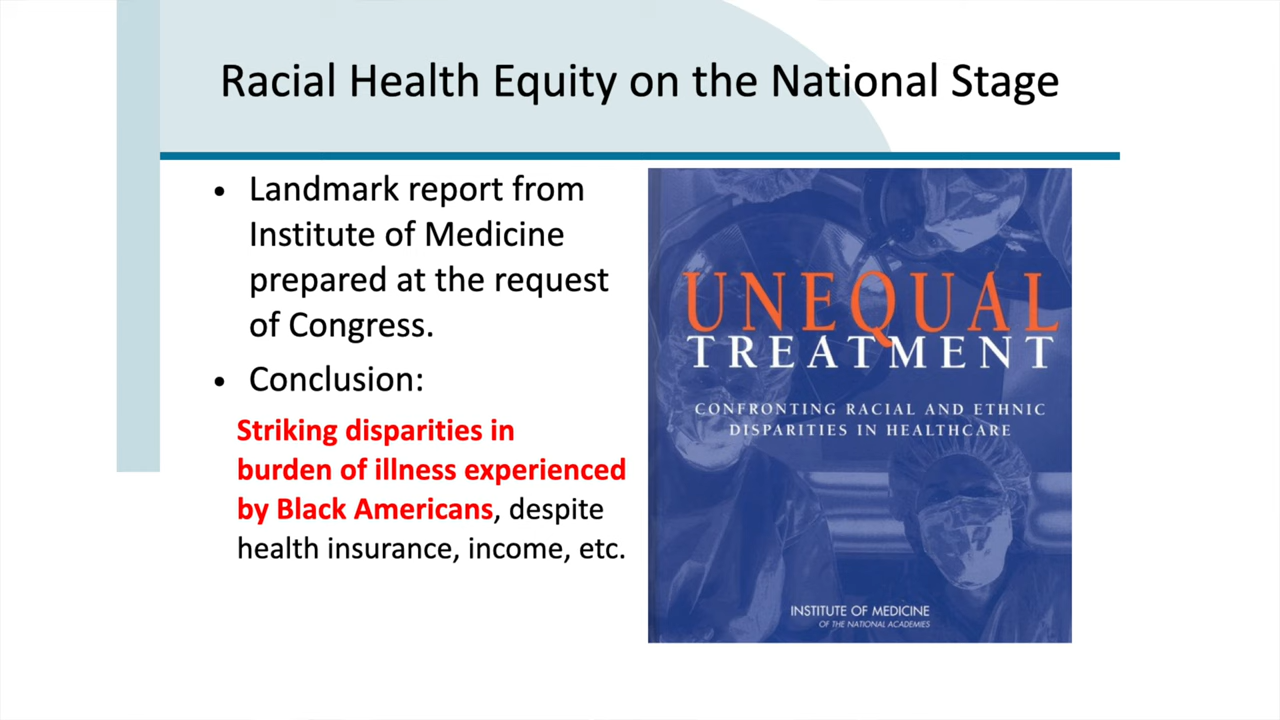 Racial Health Equity on the National Stage
• Landmark report from
Institute of Medicine
prepared at the request
of Congress.
• Conclusion:
Striking disparities in
burden of illness experienced
by Black Americans, despite
health insurance, income, etc.
UNEQUAL
TREATMENT
CONFRONTING RACIAL AND ETHNIC
DISPARITIES IN HEALTHCARE
INSTITUTE OF MEDICINE
OF THE NATIONAL ACADEMIES